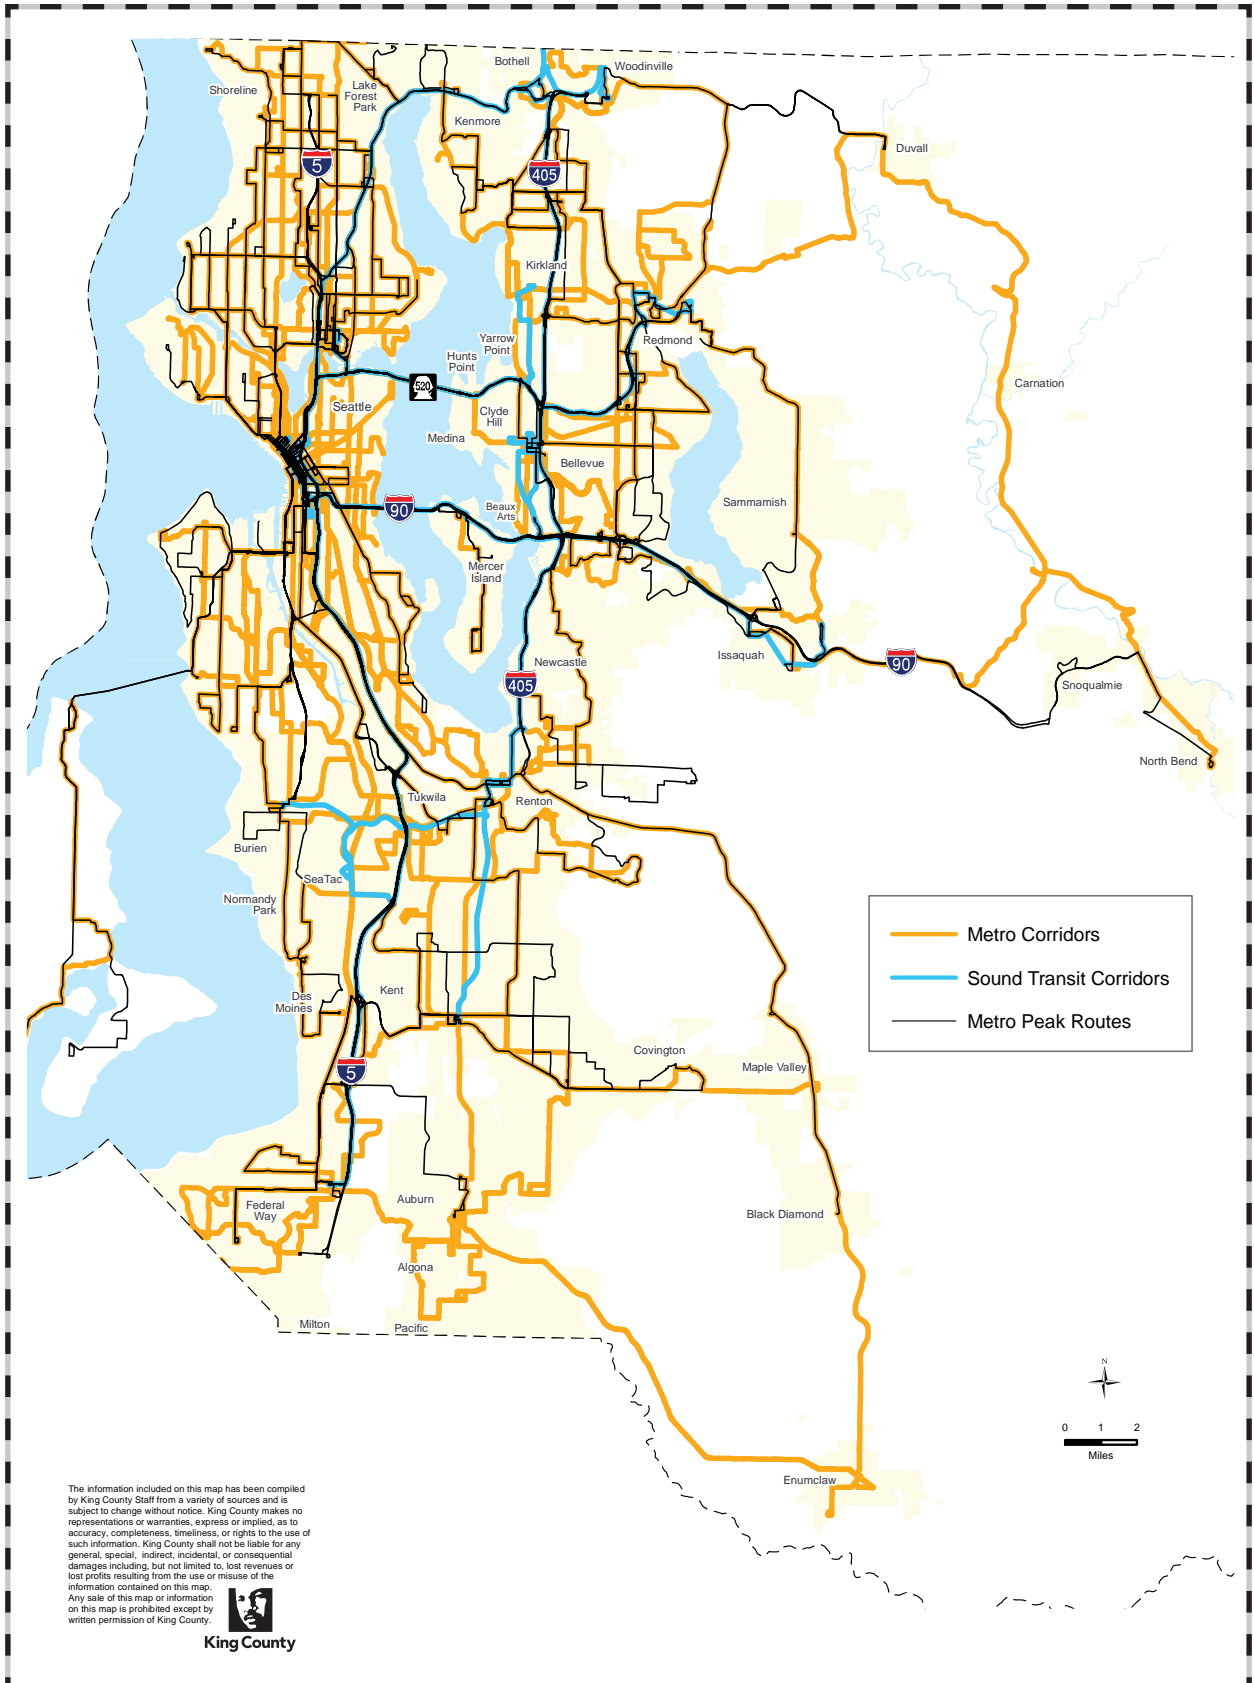 Bothell
Woodinville
Shoreline
Lake
Forest
Park
Kenmore
5
405
Duvall
Kirkland
Yarrow
Point
Hunts
Point
Redmond
520
Carnation
Seattle
Clyde
Hill
Medina
Bellevue
90
Beaux
Arts
Sammamish
Mercer
Island
Newcastle
Issaquah
90
405
Snoqualmie
North Bend
Tukwila
Renton
Burien
SeaTac
Normandy
Park
Metro Corridors
Sound Transit Corridors
Metro Peak Routes
Kent
Des
Moines
5
Covington
Maple Valley
Auburn
Federal
Way
Black Diamond
Algona
Milton
Pacific
N
0 1 2
Miles
Enumclaw
The information included on this map has been compiled
by King County Staff from a variety of sources and is
subject to change without notice. King County makes no
representations or warranties, express or implied, as to
accuracy, completeness, timeliness, or rights to the use of
such information. King County shall not be liable for any
general, special, indirect, incidental, or consequential
damages including, but not limited to, lost revenues or
lost profits resulting from the use or misuse of the
information contained on this map.
Any sale of this map or information
on this map is prohibited except by
written permission of King County.
King County